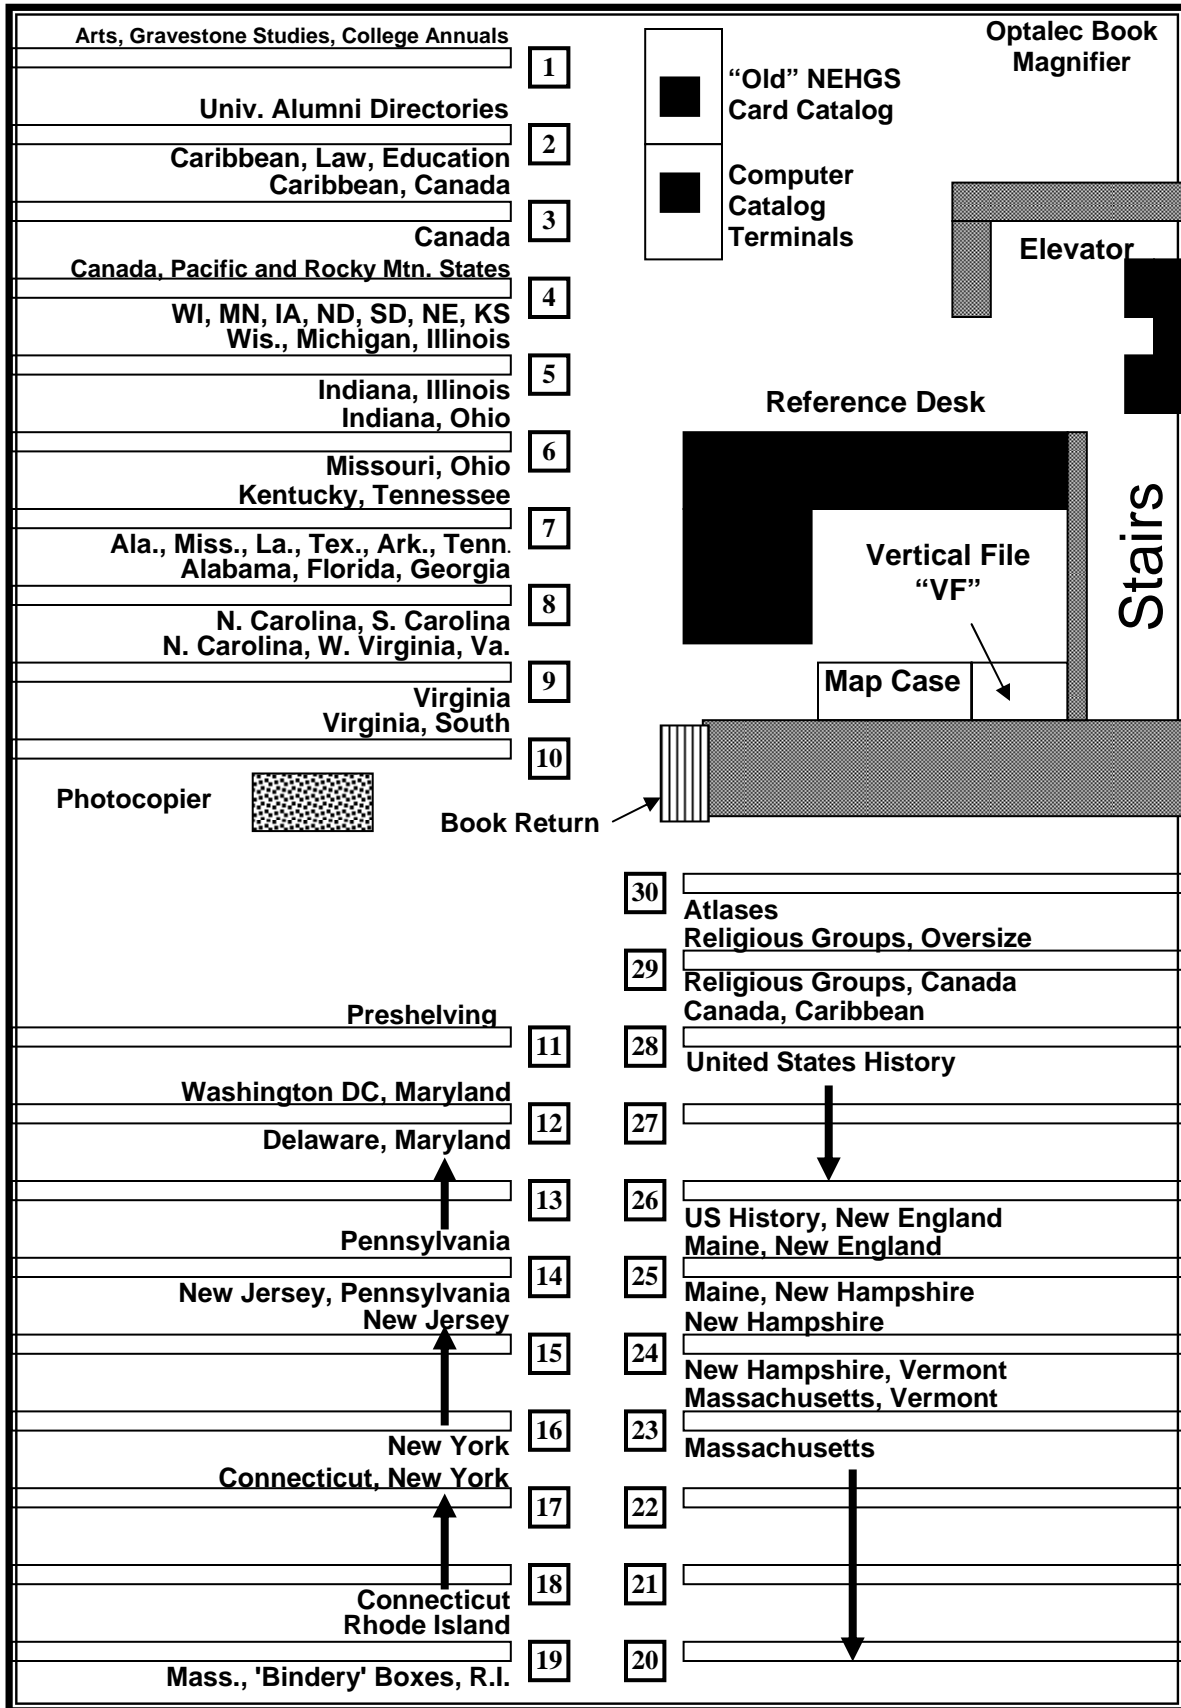 Arts, Gravestone Studies, College Annuals
1
Univ. Alumni Directories
2
Caribbean, Law, Education
Caribbean, Canada
3
Canada
Canada, Pacific and Rocky Mtn. States
4
WI, MN, IA, ND, SD, NE, KS
Wis., Michigan, Illinois
5
Indiana, Illinois
Indiana, Ohio
6
Missouri, Ohio
Kentucky, Tennessee
7
Ala., Miss., La., Tex., Ark., Tenn.
Alabama, Florida, Georgia
8
N. Carolina, S. Carolina
N. Carolina, W. Virginia, Va.
9
Virginia
Virginia, South
10
Photocopier
Book Return
“Old” NEHGS
Card Catalog
Computer
Catalog
Terminals
Optalec Book
Magnifier
Elevator
Reference Desk
Stairs
Vertical File
“VF”
Map Case
Preshelving
11
Washington DC, Maryland
12
Delaware, Maryland
13
Pennsylvania
14
New Jersey, Pennsylvania
New Jersey
15
16
New York
Connecticut, New York
17
18
Connecticut
Rhode Island
19
Mass., 'Bindery' Boxes, R.I.
30
Atlases
Religious Groups, Oversize
29
Religious Groups, Canada
Canada, Caribbean
28
United States History
27
26
US History, New England
Maine, New England
25
Maine, New Hampshire
New Hampshire
24
New Hampshire, Vermont
Massachusetts, Vermont
23
Massachusetts
22
21
20